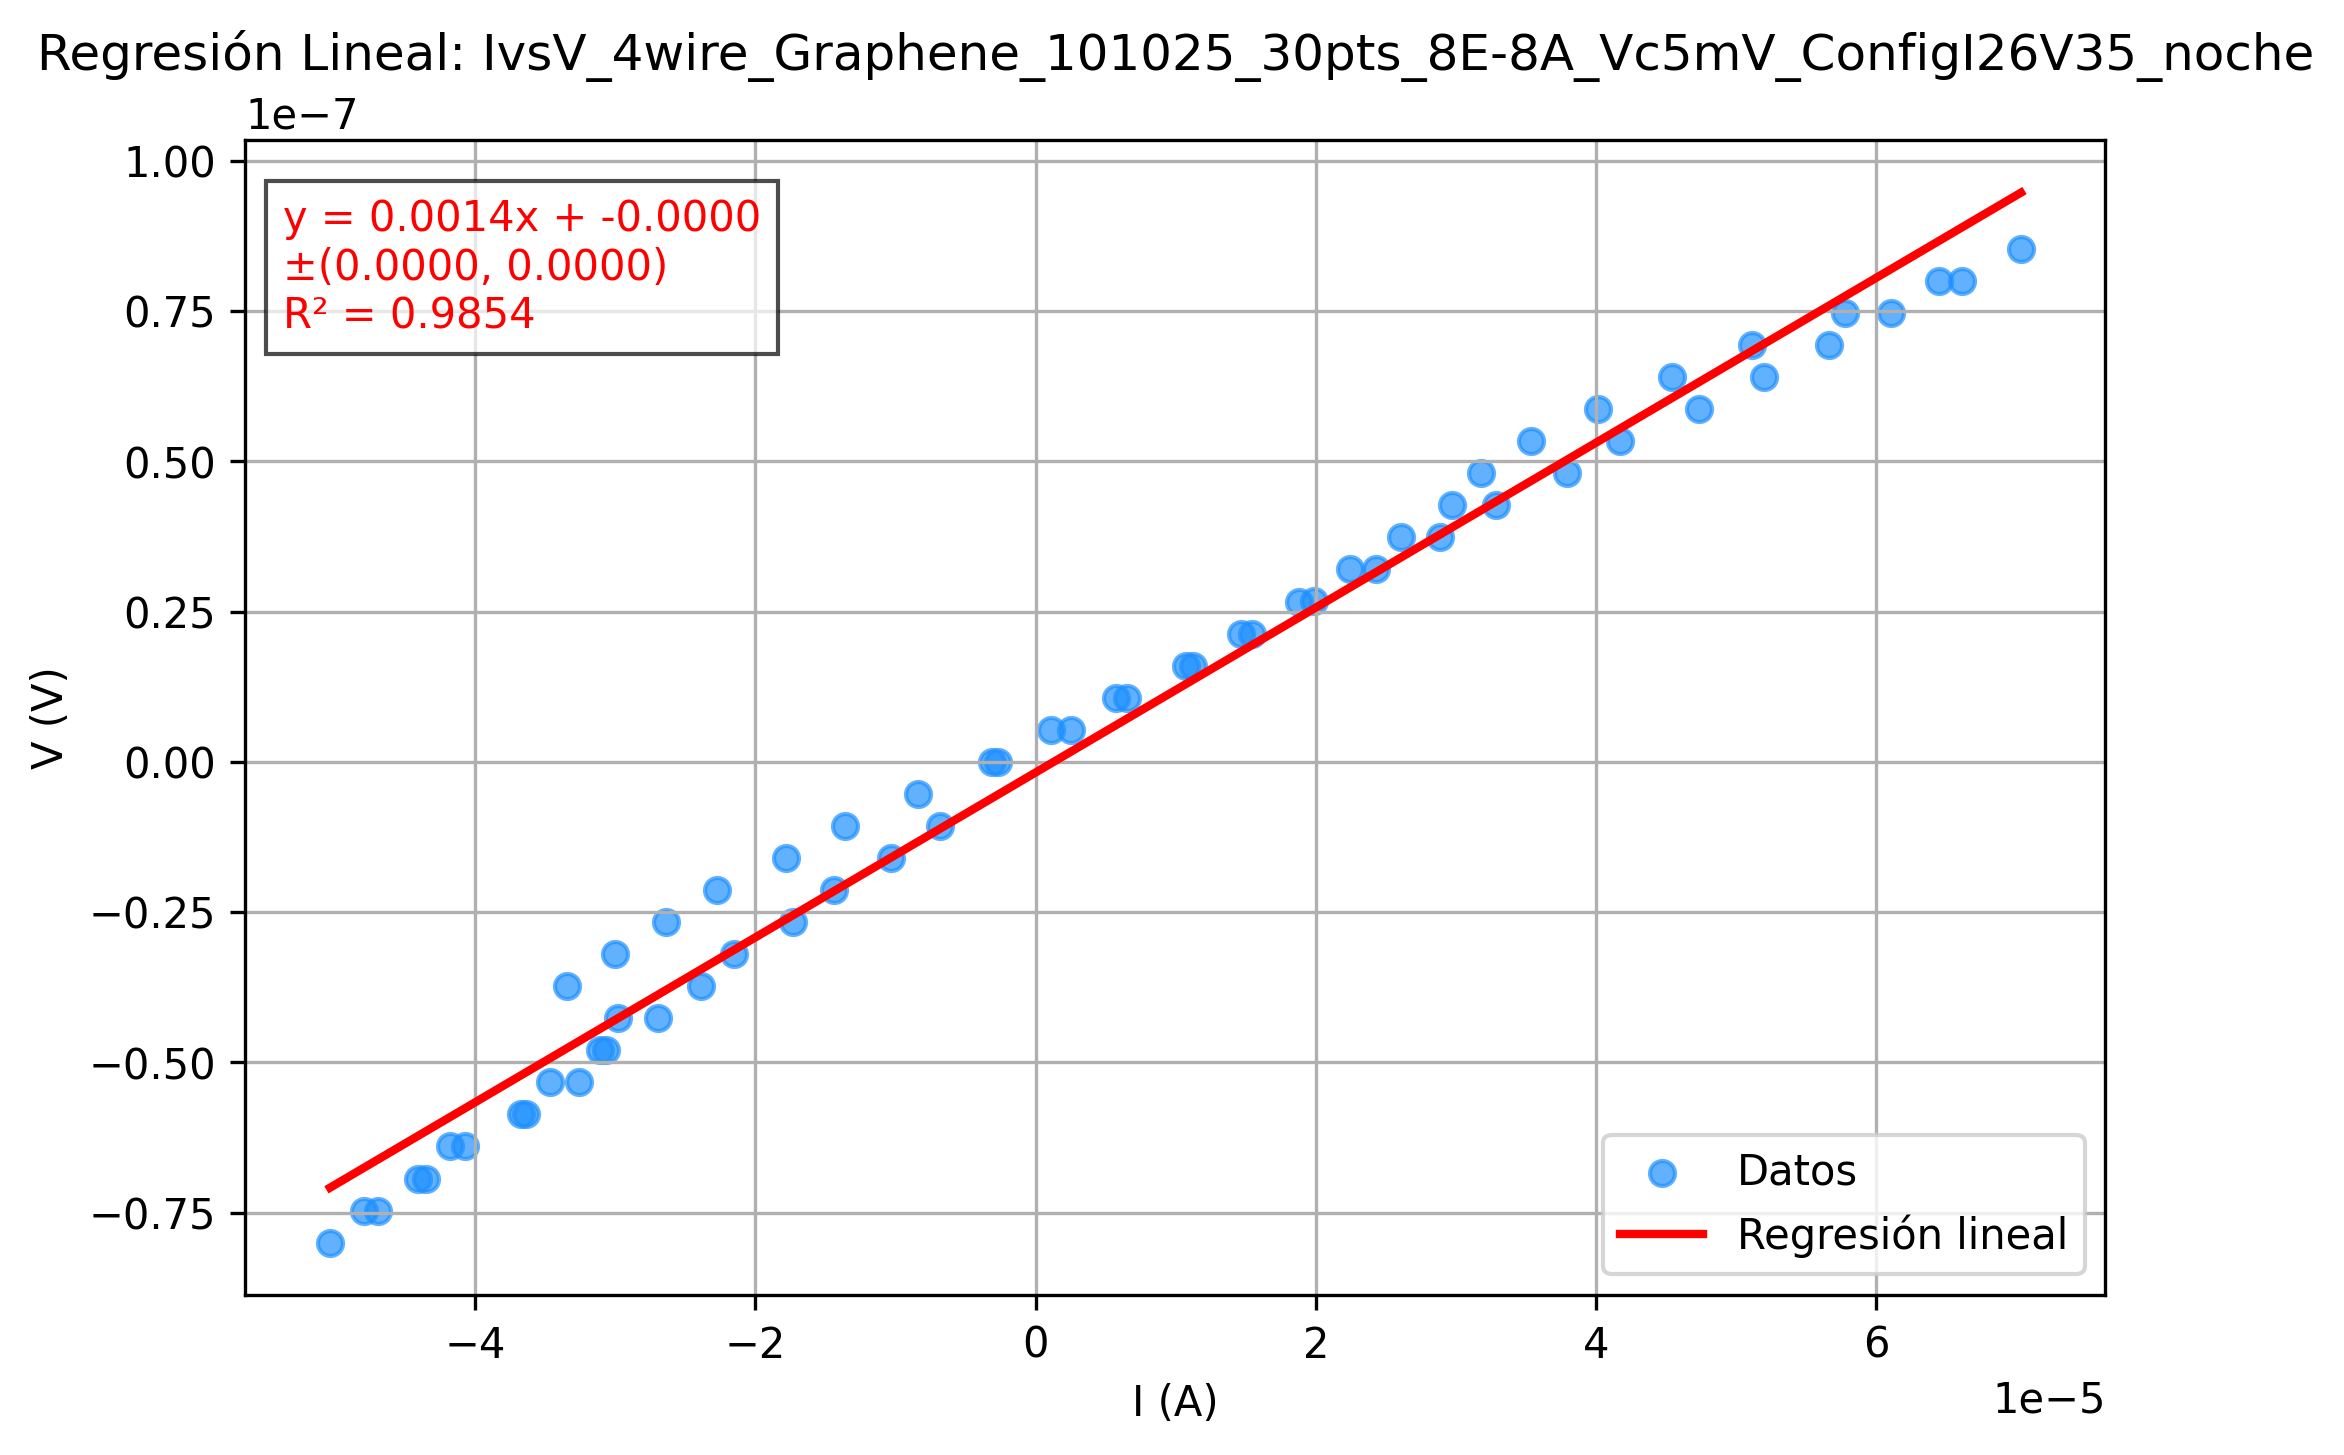 Regresión Lineal: IvsV_4wire_Graphene_101025_30pts_8E-8A_Vc5mV_ConfigI26V35_noche
1e−7
1.00
0.75
0.50
0.25
0.00
−0.25
−0.50
−0.75
V (V)
y = 0.0014x + -0.0000
±(0.0000, 0.0000)
R² = 0.9854
Datos
Regresión lineal
−4
−2
0
2
4
6
1e−5
I (A)